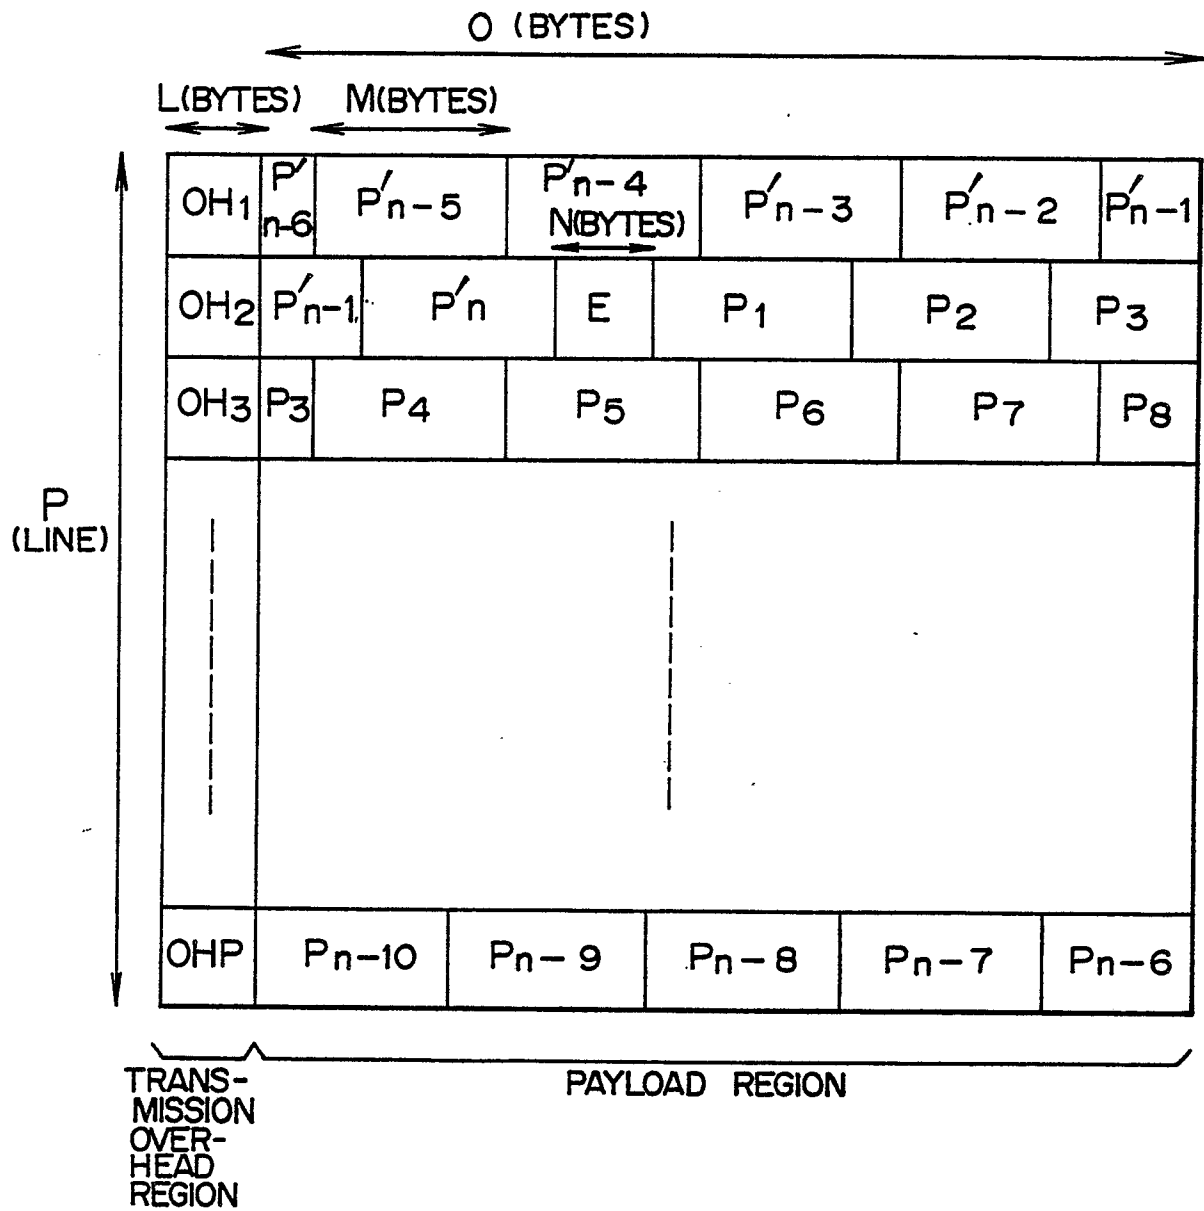 O (BYTES)
L(BYTES) M(BYTES)
OH1 P' n-6 P'n-5 P'n-4 P'n-3 P'n-2 P'n-1
N(BYTES)
OH2 P'n-1 P'n E P1 P2 P3
OH3 P3 P4 P5 P6 P7 P8
P
(LINE)
OHP Pn-10 Pn-9 Pn-8 Pn-7 Pn-6
TRANS-
MISSION
OVER-
HEAD
REGION
PAYLOAD REGION